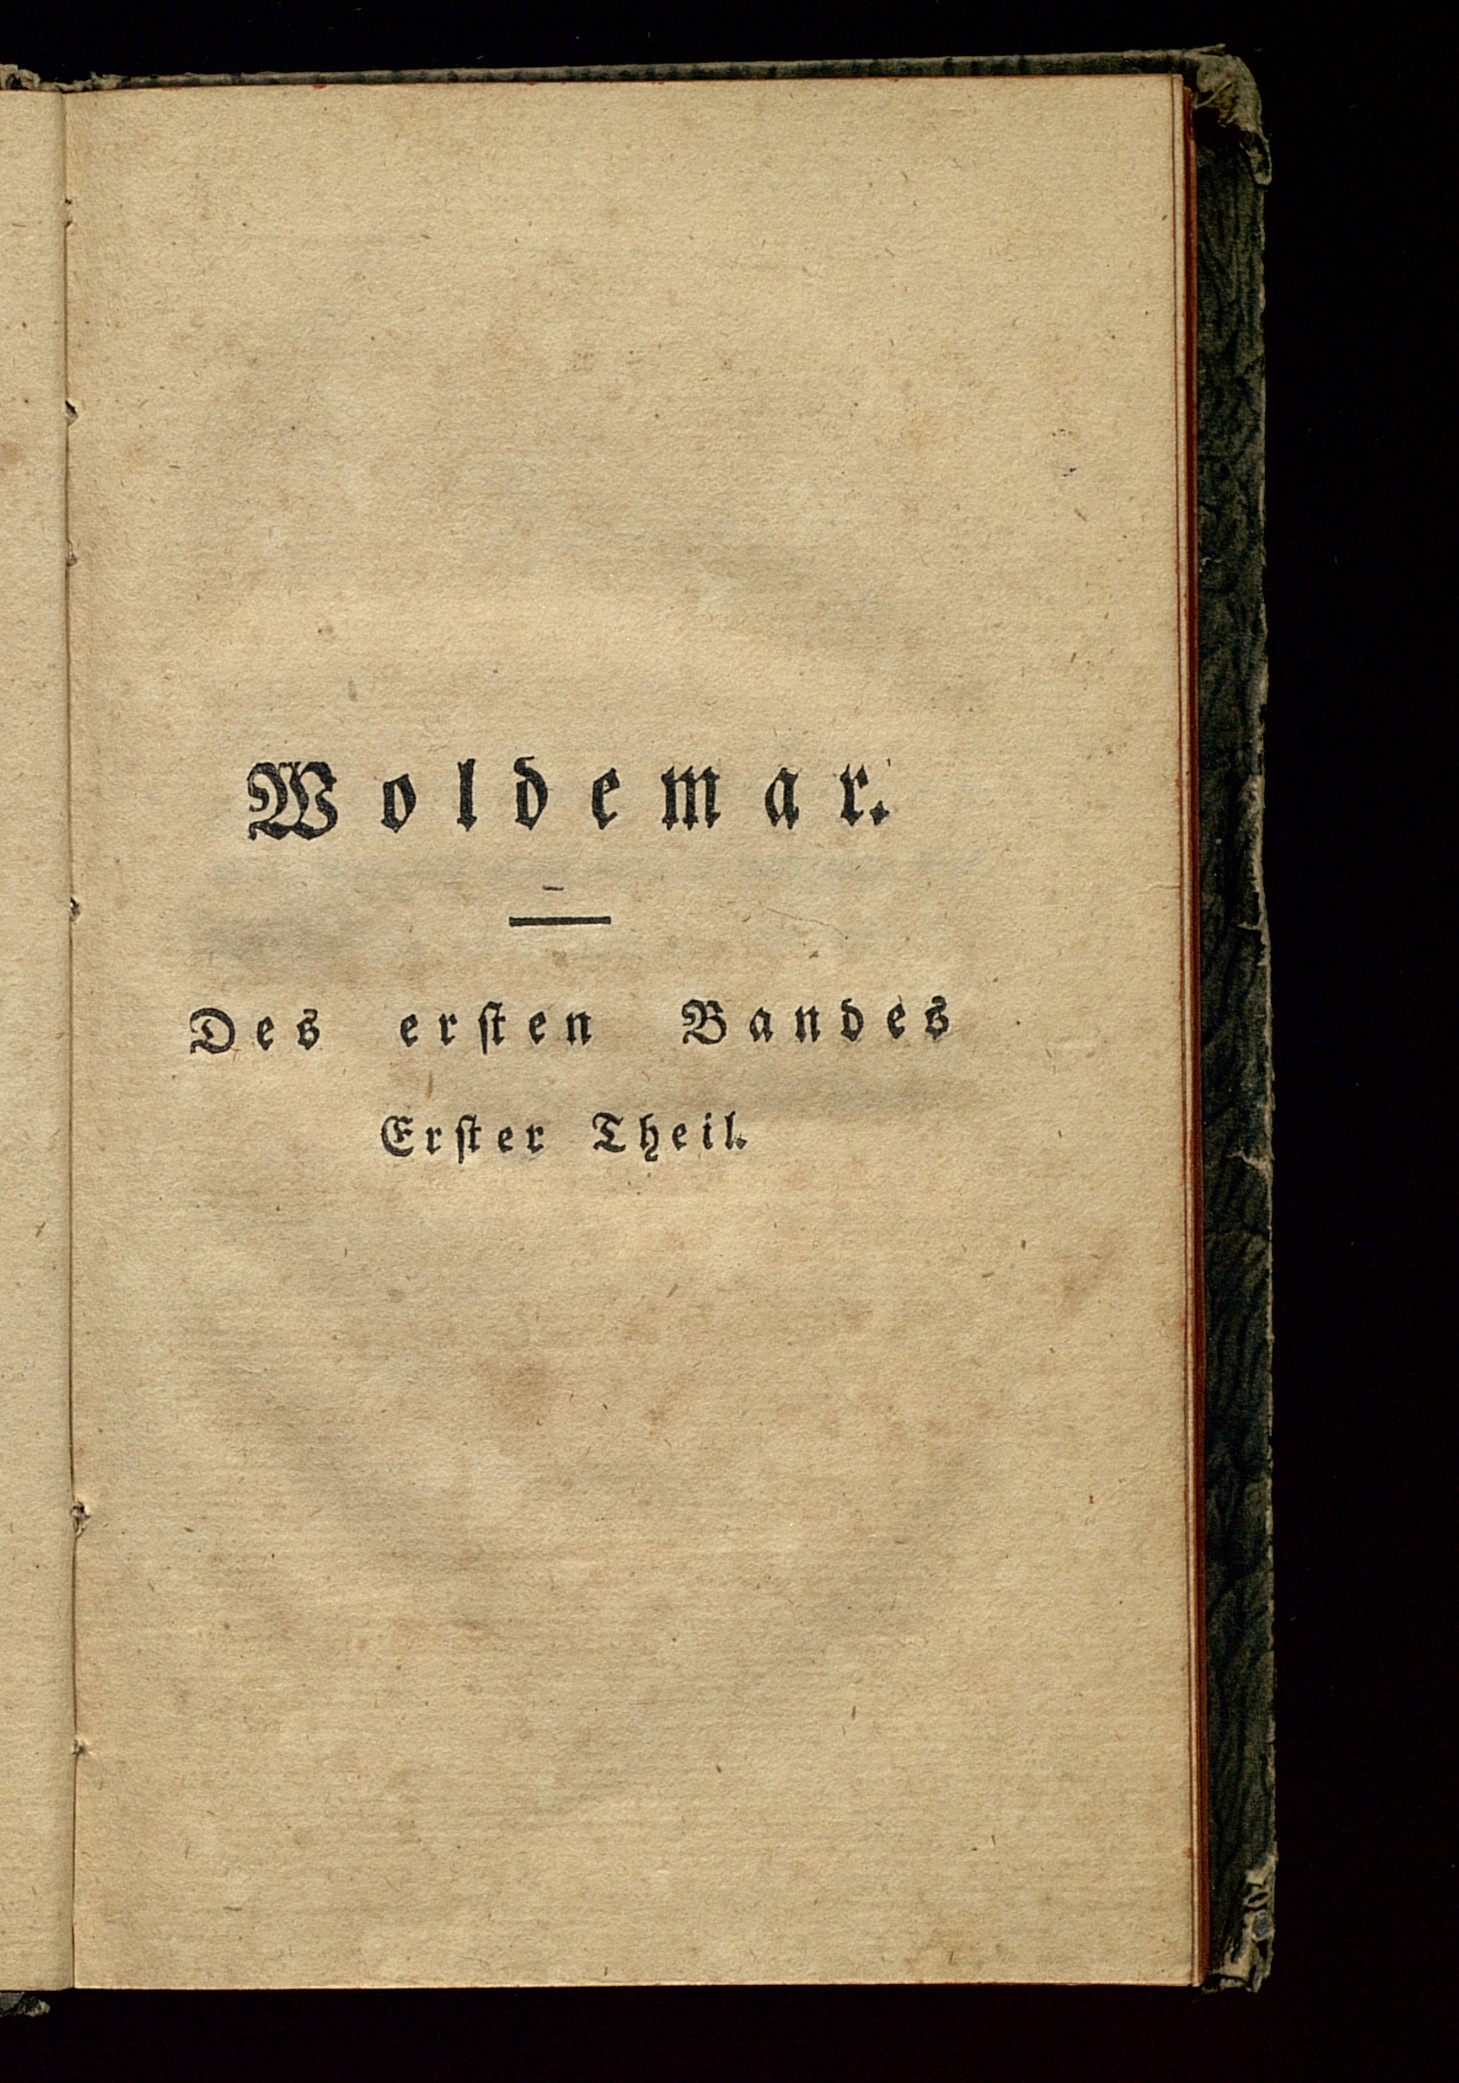 Woldemar.
Des erſten Bandes
Erſter Theil.